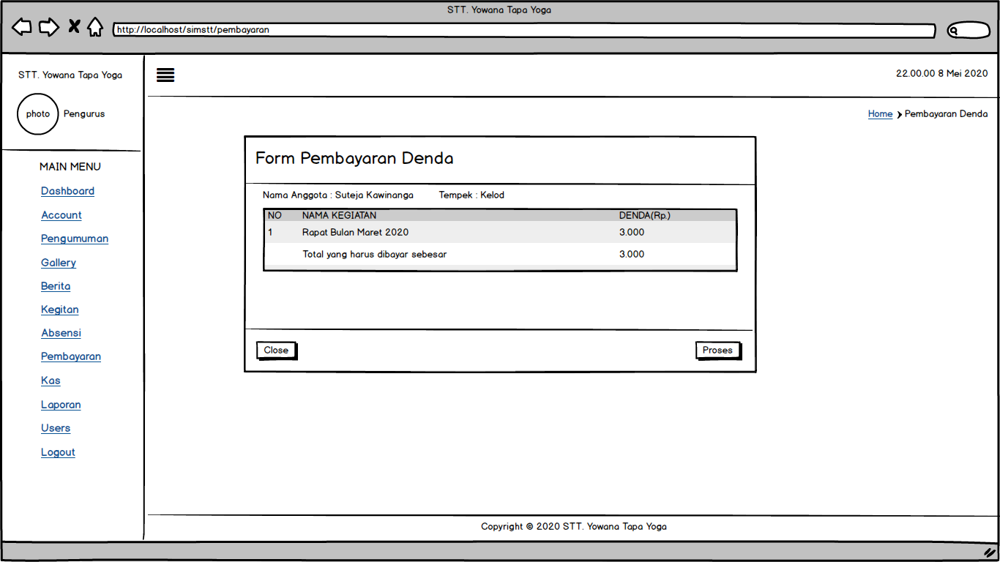 STT. Yowana Tapa Yoga
http://localhost/simstt/pembayaran
STT. Yowana Tapa Yoga
22.00.00 8 Mei 2020
photo Pengurus
Home Pembayaran Denda
MAIN MENU
Dashboard
Account
Pengumuman
Gallery
Berita
Kegitan
Absensi
Pembayaran
Kas
Laporan
Users
Logout
Form Pembayaran Denda
Nama Anggota : Suteja Kawinanga Tempek : Kelod
NO NAMA KEGIATAN DENDA(Rp.)
1 Rapat Bulan Maret 2020 3.000
Total yang harus dibayar sebesar 3.000
Close Proses
Copyright © 2020 STT. Yowana Tapa Yoga